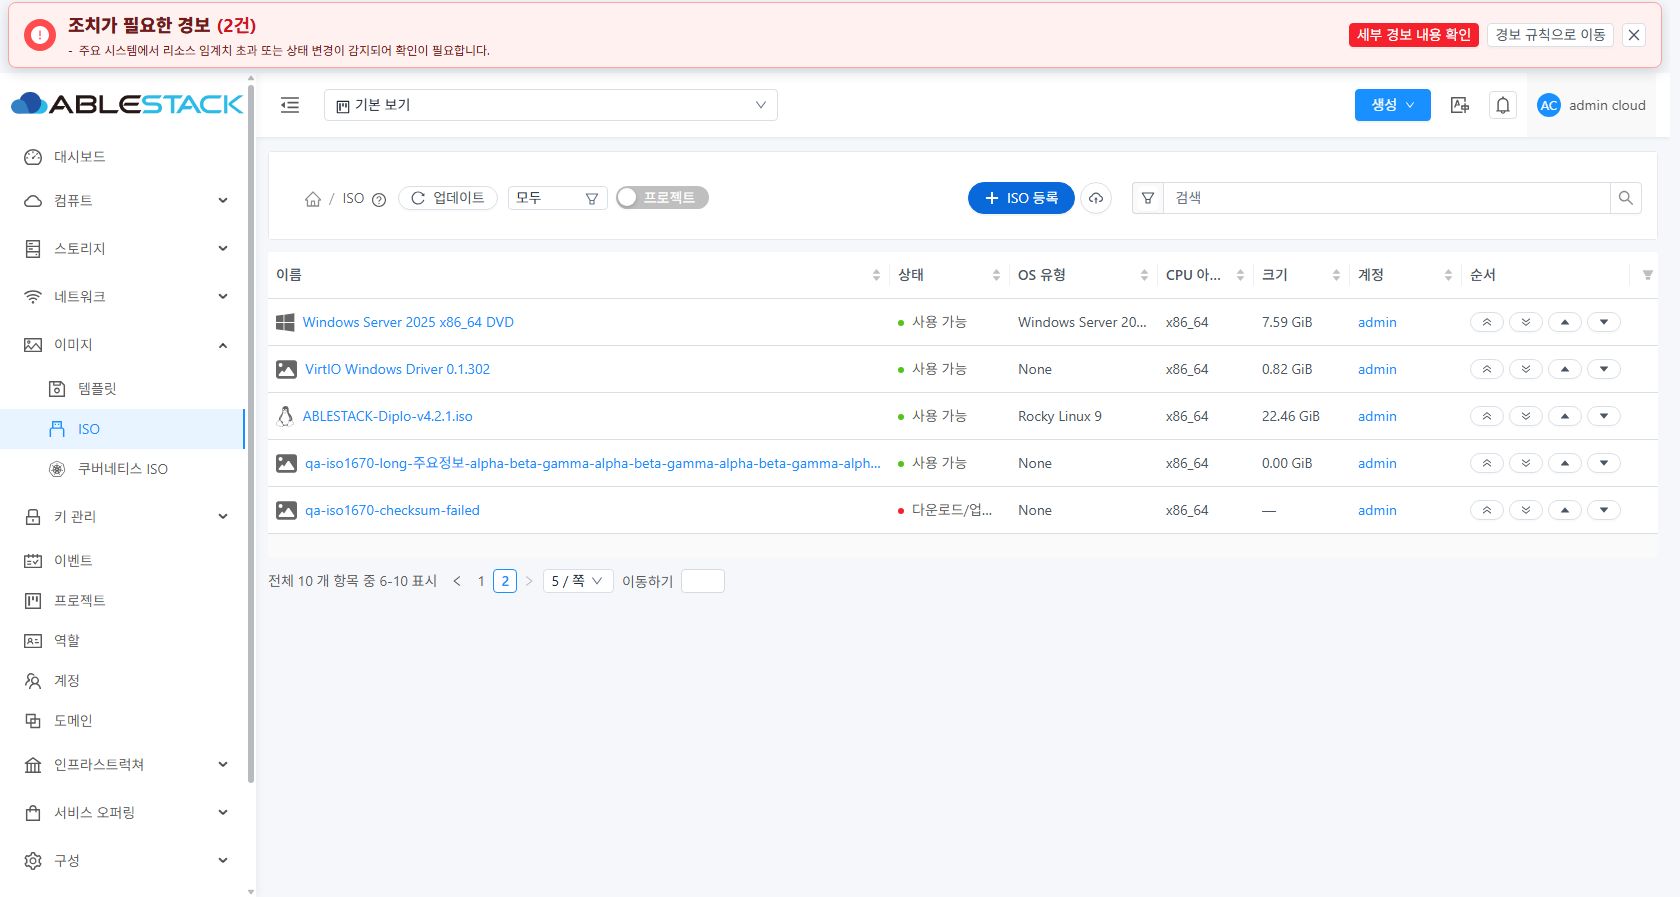 조치가 필요한 경보 (2건)
- 주요 시스템에서 리소스 임계치 초과 또는 상태 변경이 감지되어 확인이 필요합니다.
세부 경보 내용 확인
경보 규칙으로 이동
ABLESTACK
기본 보기
생성
AC admin cloud
대시보드
컴퓨트
스토리지
네트워크
이미지
템플릿
ISO
쿠버네티스 ISO
키 관리
이벤트
프로젝트
역할
계정
도메인
인프라스트럭쳐
서비스 오퍼링
구성
/ ISO
업데이트
모두
프로젝트
ISO 등록
검색
이름 상태 OS 유형 CPU 아... 크기 계정 순서
Windows Server 2025 x86_64 DVD 사용 가능 Windows Server 20... x86_64 7.59 GiB admin
VirtIO Windows Driver 0.1.302 사용 가능 None x86_64 0.82 GiB admin
ABLESTACK-Diplo-v4.2.1.iso 사용 가능 Rocky Linux 9 x86_64 22.46 GiB admin
qa-iso1670-long-주요정보-alpha-beta-gamma-alpha-beta-gamma-alpha-beta-gamma-alph... 사용 가능 None x86_64 0.00 GiB admin
qa-iso1670-checksum-failed 다운로드/업... None x86_64 — admin
전체 10 개 항목 중 6-10 표시 < 1 2 > 5 / 쪽 이동하기